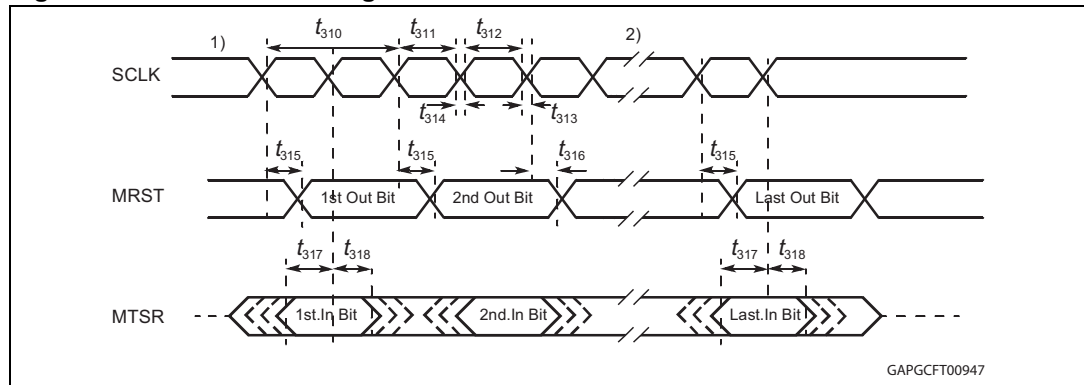 1) t310 t311 t312 2)
SCLK
t314 t313
t315 t315 t316 t315
MRST 1st Out Bit 2nd Out Bit Last Out Bit
t317 t318 t317 t318
MTSR 1st.In Bit 2nd.In Bit Last.In Bit
GAPGCFT00947